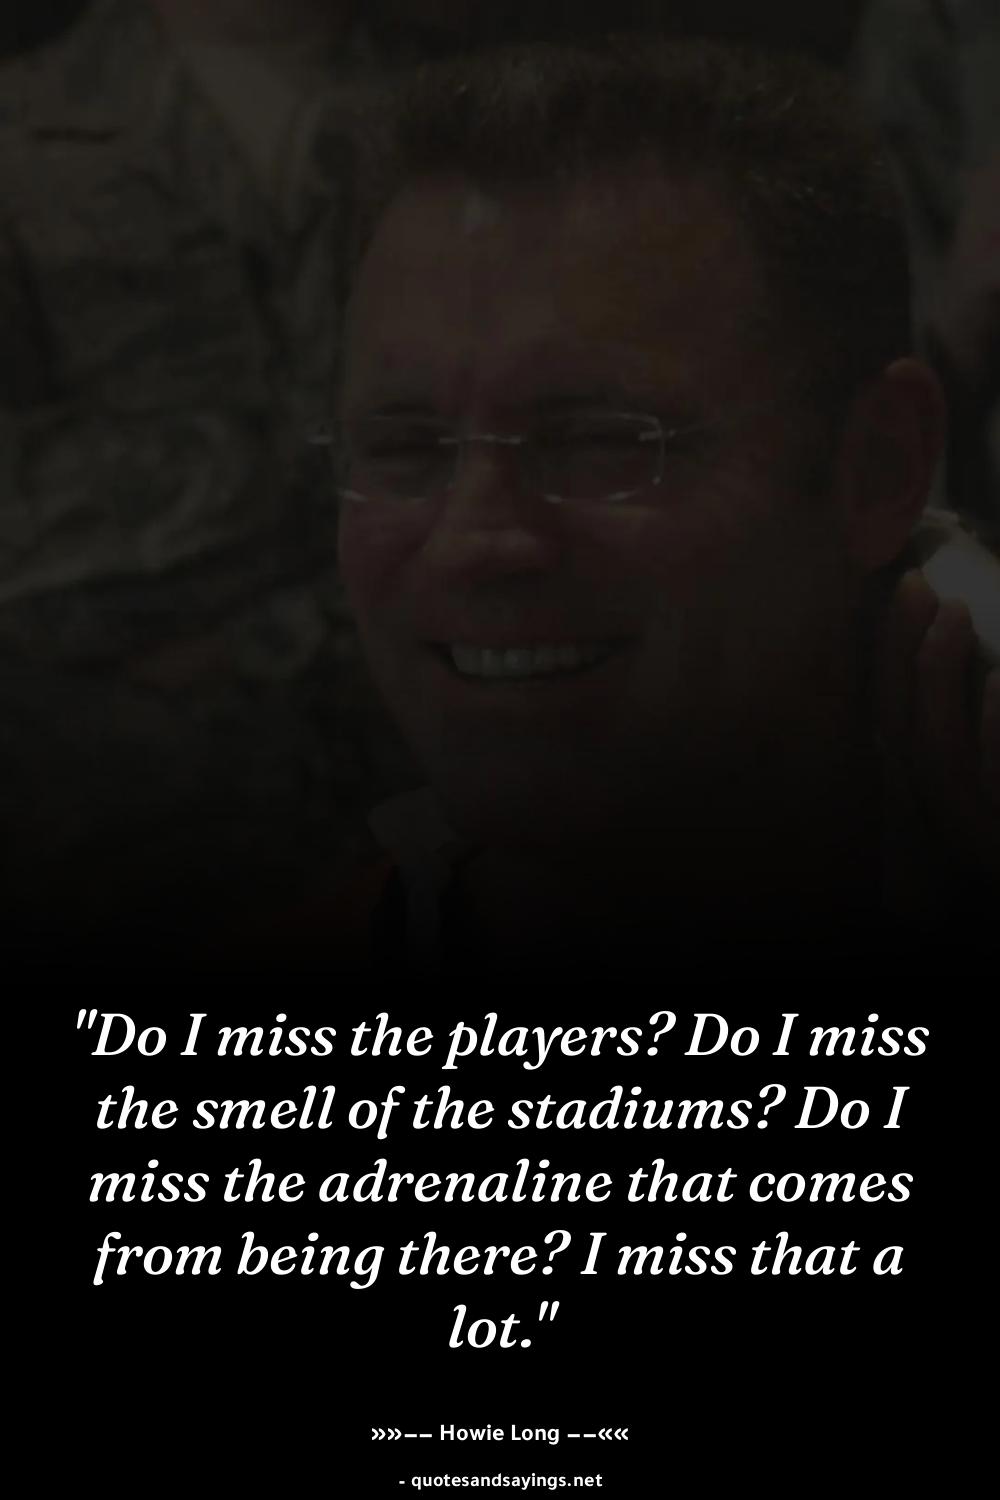 "Do I miss the players? Do I miss
the smell of the stadiums? Do I
miss the adrenaline that comes
from being there? I miss that a
lot."
»»−− Howie Long −−««
- quotesandsayings.net